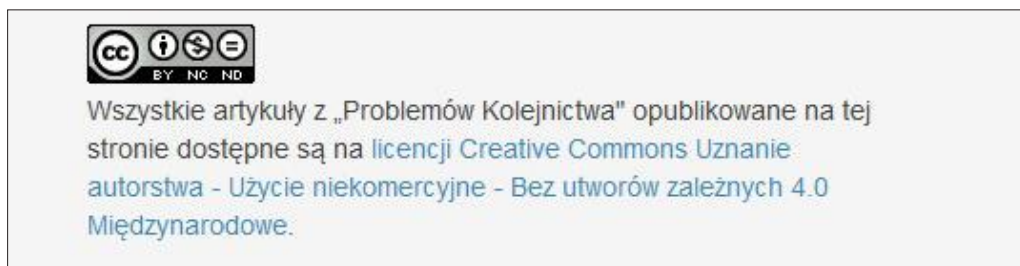 cc
BY NC ND
Wszystkie artykuły z „Problemów Kolejnictwa" opublikowane na tej
stronie dostępne są na licencji Creative Commons Uznanie
autorstwa - Użycie niekomercyjne - Bez utworów zależnych 4.0
Międzynarodowe.